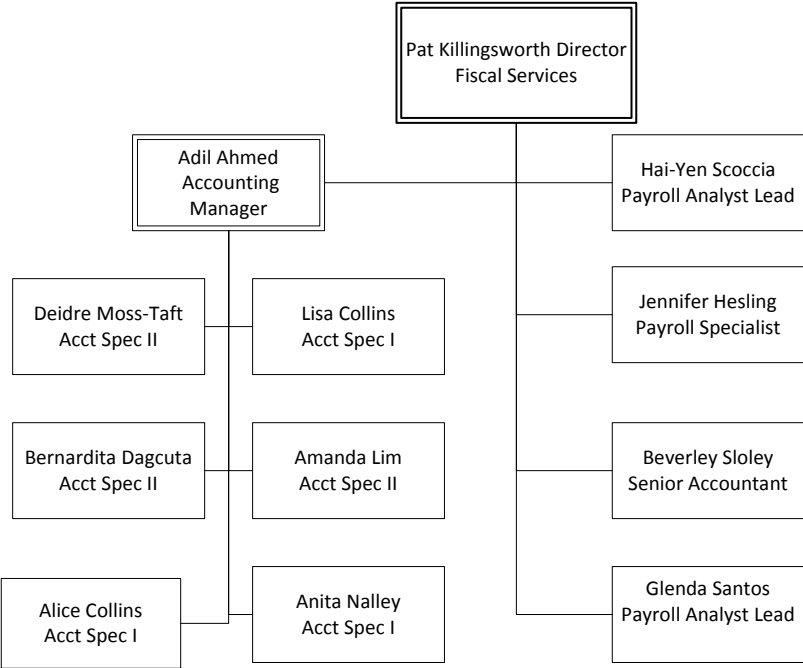 Pat Killingsworth Director
Fiscal Services
Adil Ahmed
Accounting
Manager
Hai-Yen Scoccia
Payroll Analyst Lead
Deidre Moss-Taft
Acct Spec II
Lisa Collins
Acct Spec I
Jennifer Hesling
Payroll Specialist
Bernardita Dagcuta
Acct Spec II
Amanda Lim
Acct Spec II
Beverley Sloley
Senior Accountant
Alice Collins
Acct Spec I
Anita Nalley
Acct Spec I
Glenda Santos
Payroll Analyst Lead